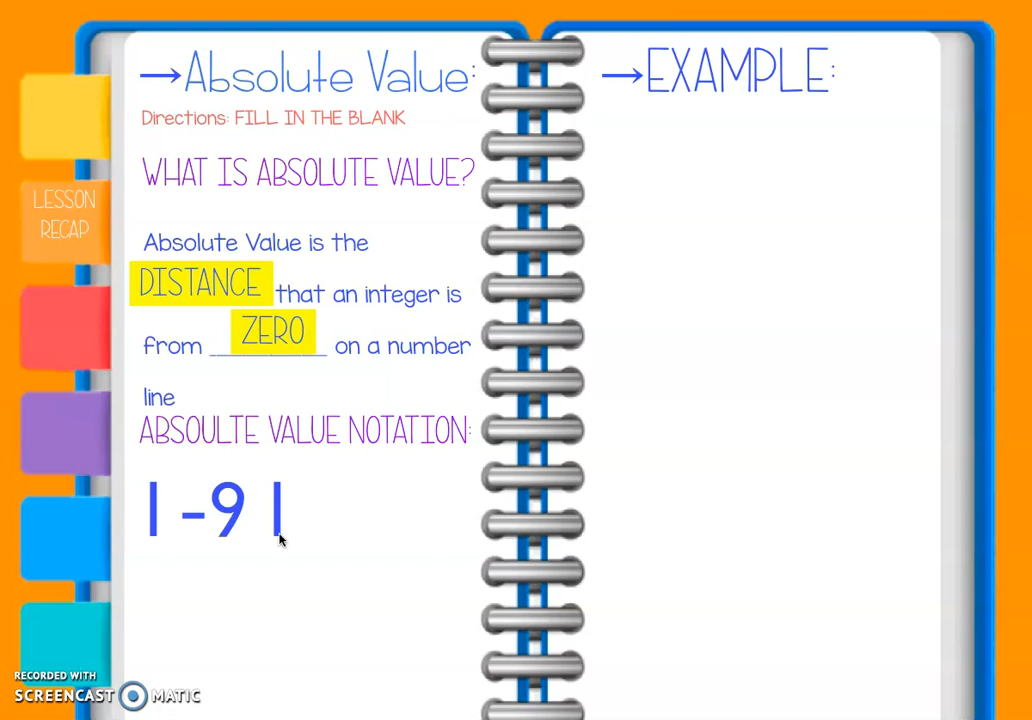 →Absolute Value:
Directions: FILL IN THE BLANK
WHAT IS ABSOLUTE VALUE?
Absolute Value is the
DISTANCE that an integer is
from ZERO on a number
line
ABSOULTE VALUE NOTATION:
| -9 |
→EXAMPLE:
LESSON
RECAP
RECORDED WITH
SCREENCAST MATIC